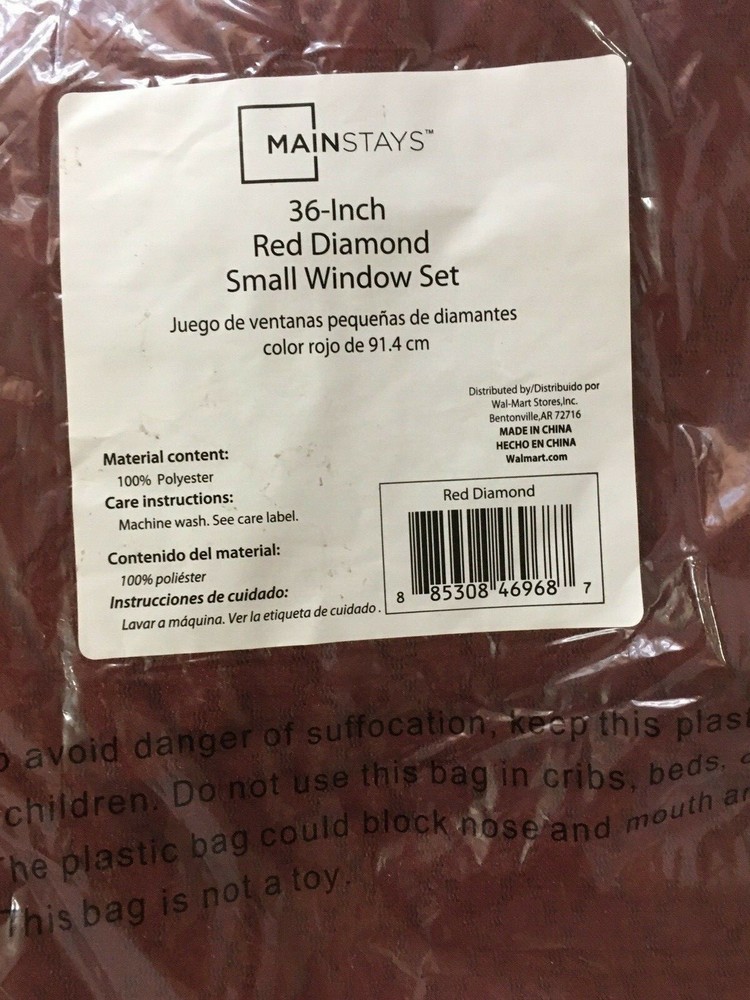 MAINSTAYS™
36-Inch
Red Diamond
Small Window Set
Juego de ventanas pequeñas de diamantes
color rojo de 91.4 cm
Distributed by/Distribuido por
Wal-Mart Stores,Inc.
Bentonville,AR 72716
MADE IN CHINA
HECHO EN CHINA
Walmart.com
Material content:
100% Polyester
Care instructions:
Machine wash. See care label.
Contenido del material:
100% poliéster
Instrucciones de cuidado:
Lavar a máquina. Ver la etiqueta de cuidado.
Red Diamond
8 85308 46968 7
o avoid danger of suffocation, keep this plast
children. Do not use this bag in cribs, beds,
he plastic bag could block nose and mouth an
This bag is not a toy.